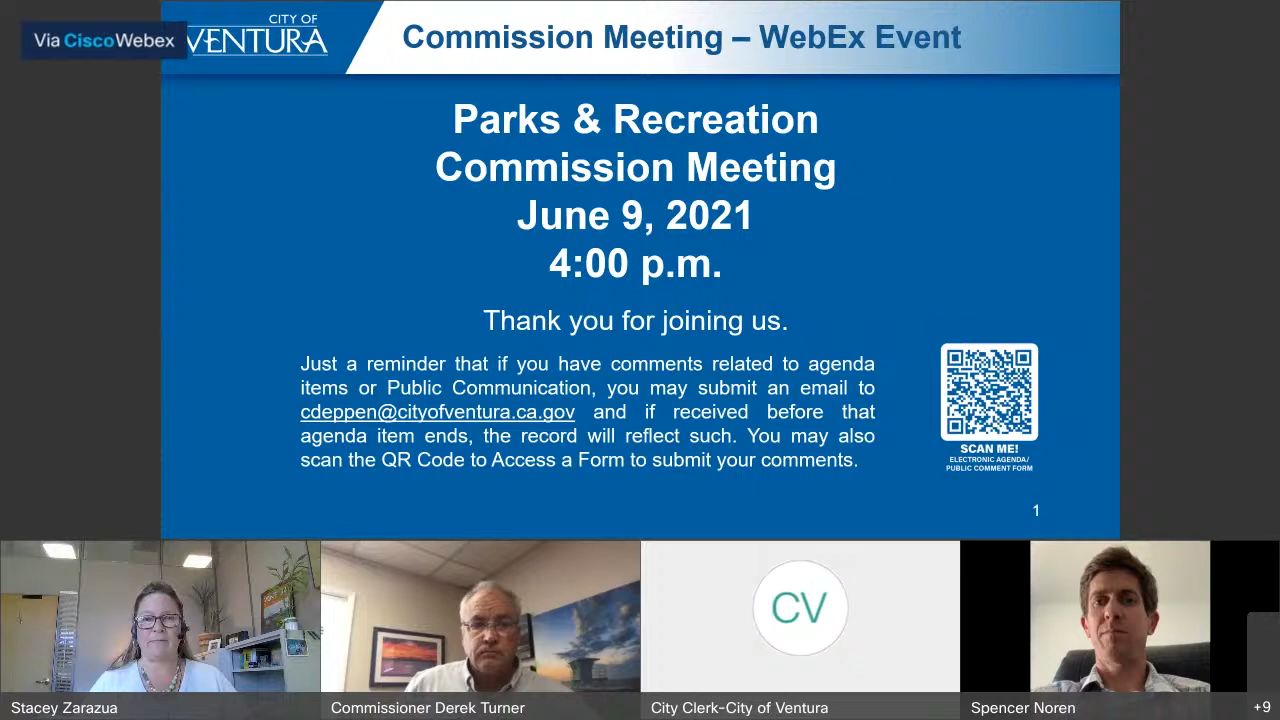 Via Cisco Webex
CITY OF
VENTURA
Commission Meeting – WebEx Event
Parks & Recreation
Commission Meeting
June 9, 2021
4:00 p.m.
Thank you for joining us.
Just a reminder that if you have comments related to agenda
items or Public Communication, you may submit an email to
cdeppen@cityofventura.ca.gov and if received before that
agenda item ends, the record will reflect such. You may also
scan the QR Code to Access a Form to submit your comments.
SCAN ME!
ELECTRONIC AGENDA/
PUBLIC COMMENT FORM
1
CV
Stacey Zarazua
Commissioner Derek Turner
City Clerk-City of Ventura
Spencer Noren
+9